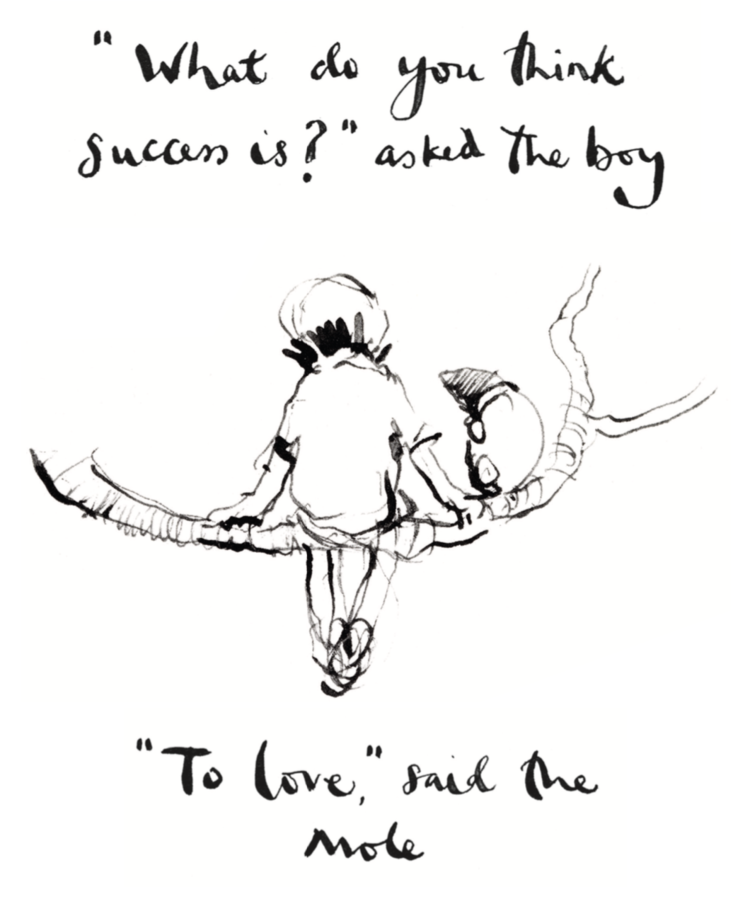 "What do you think
success is?" asked the boy
"To love," said the
mole